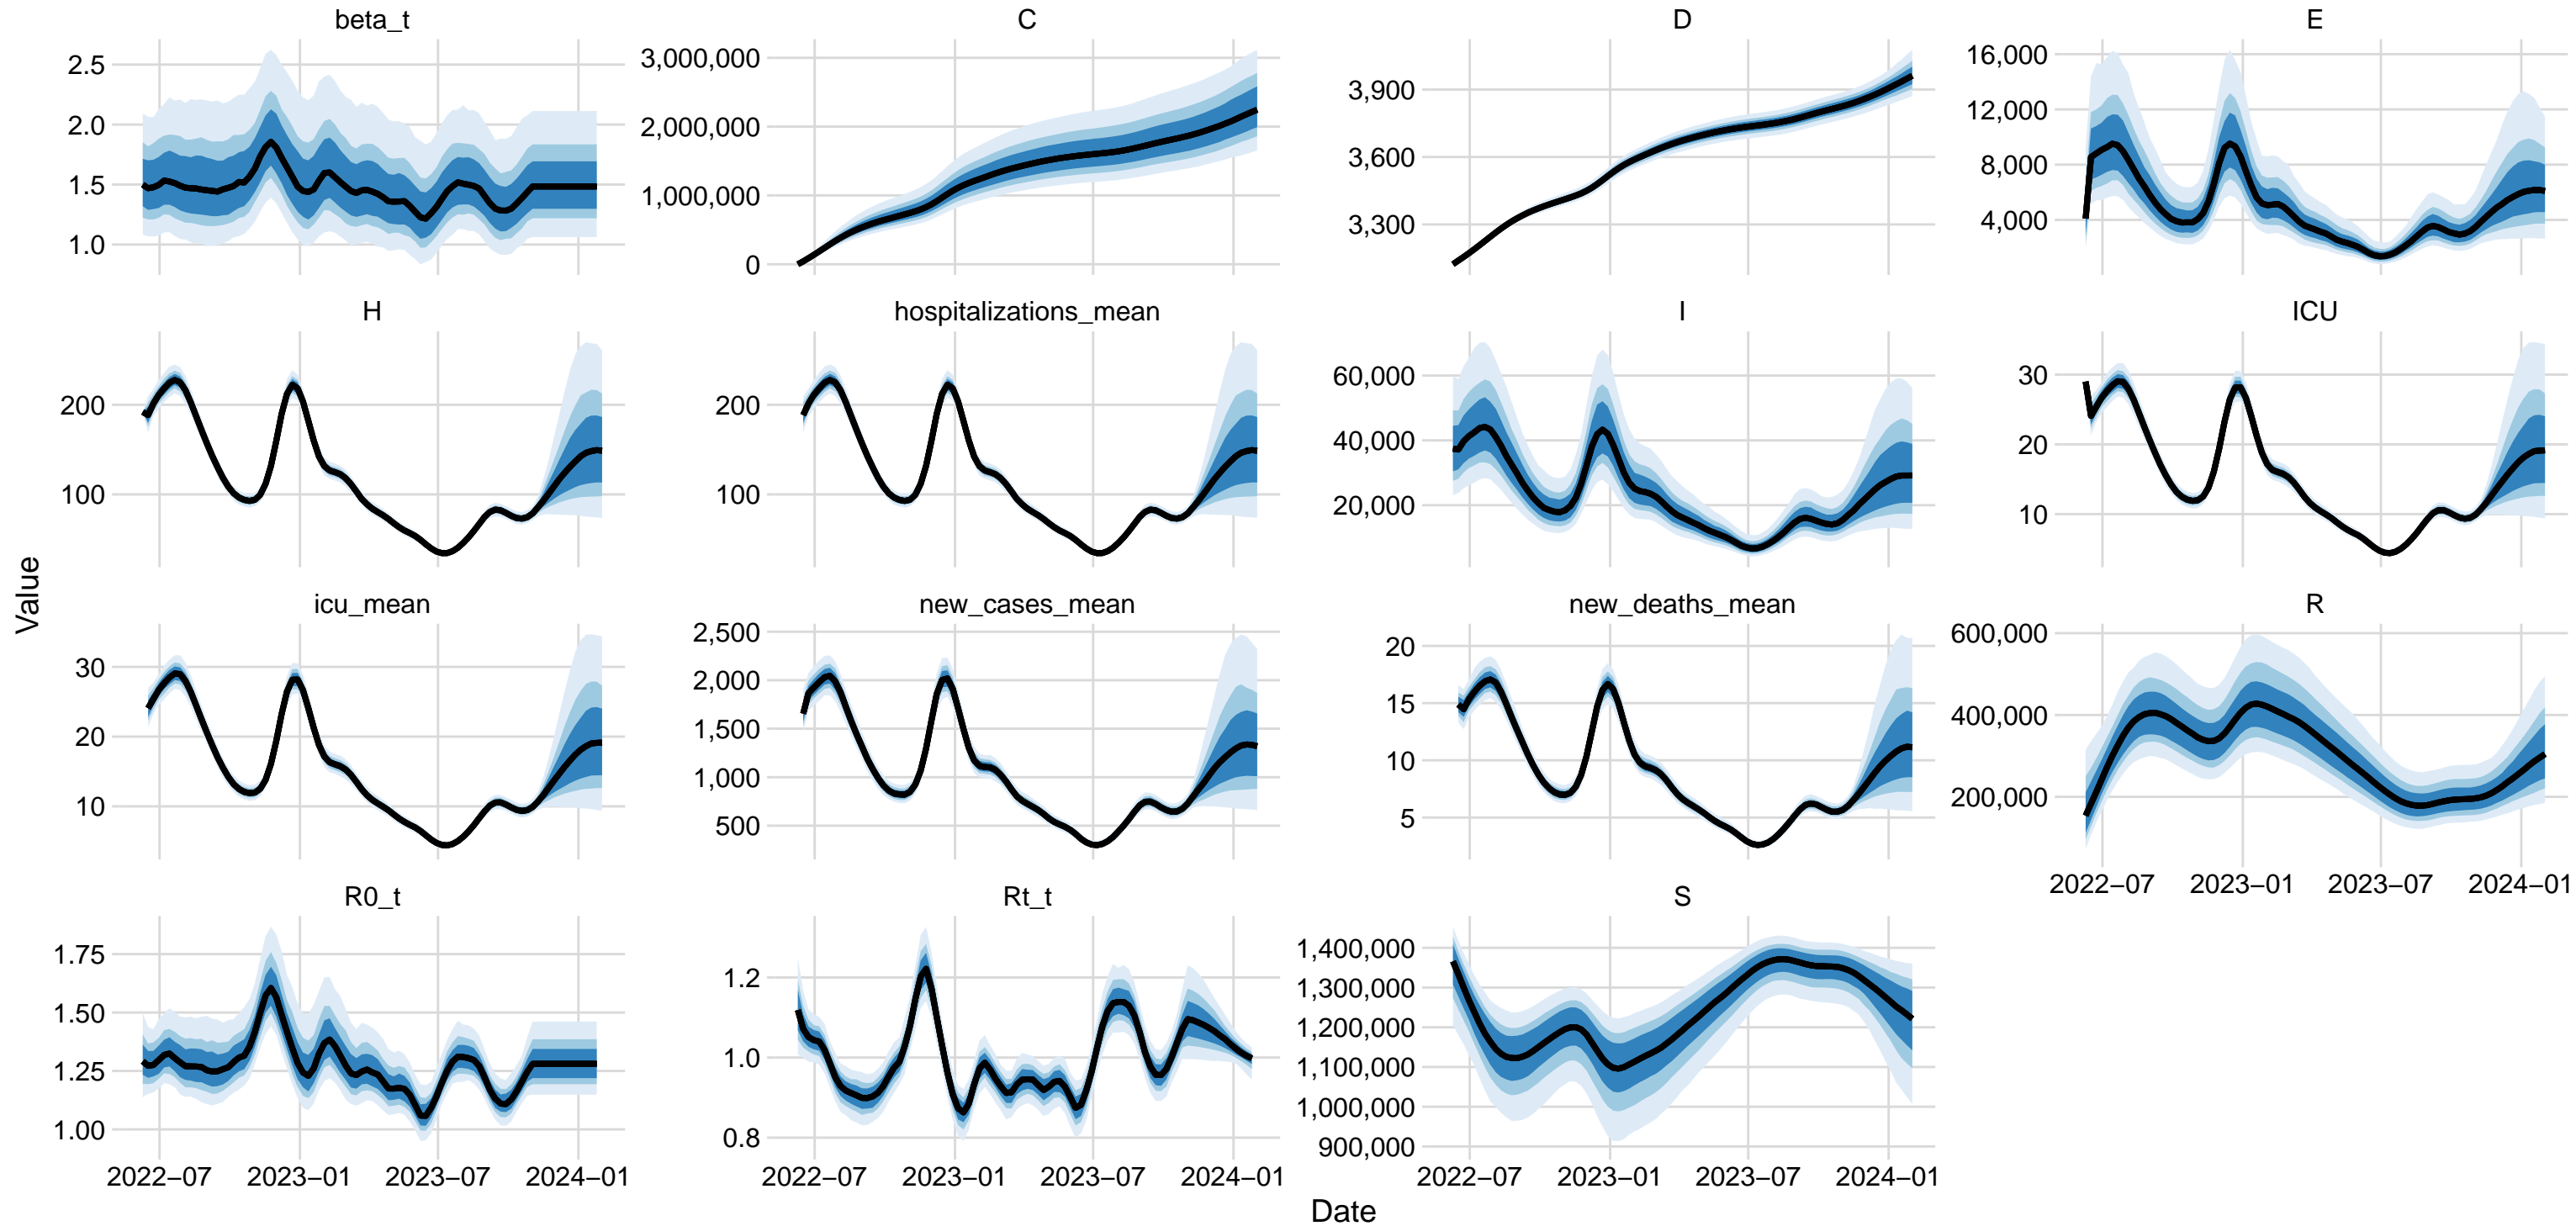 beta_t
C
D
E
2.5
2.0
1.5
1.0
3,000,000
2,000,000
1,000,000
0
3,900
3,600
3,300
16,000
12,000
8,000
4,000
H
hospitalizations_mean
I
ICU
200
100
200
100
60,000
40,000
20,000
30
20
10
Value
icu_mean
new_cases_mean
new_deaths_mean
R
30
20
10
2,500
2,000
1,500
1,000
500
20
15
10
5
600,000
400,000
200,000
2022−07 2023−01 2023−07 2024−01
R0_t
Rt_t
S
1.75
1.50
1.25
1.00
1.2
1.0
0.8
1,400,000
1,300,000
1,200,000
1,100,000
1,000,000
900,000
2022−07 2023−01 2023−07 2024−01
2022−07 2023−01 2023−07 2024−01
2022−07 2023−01 2023−07 2024−01
Date